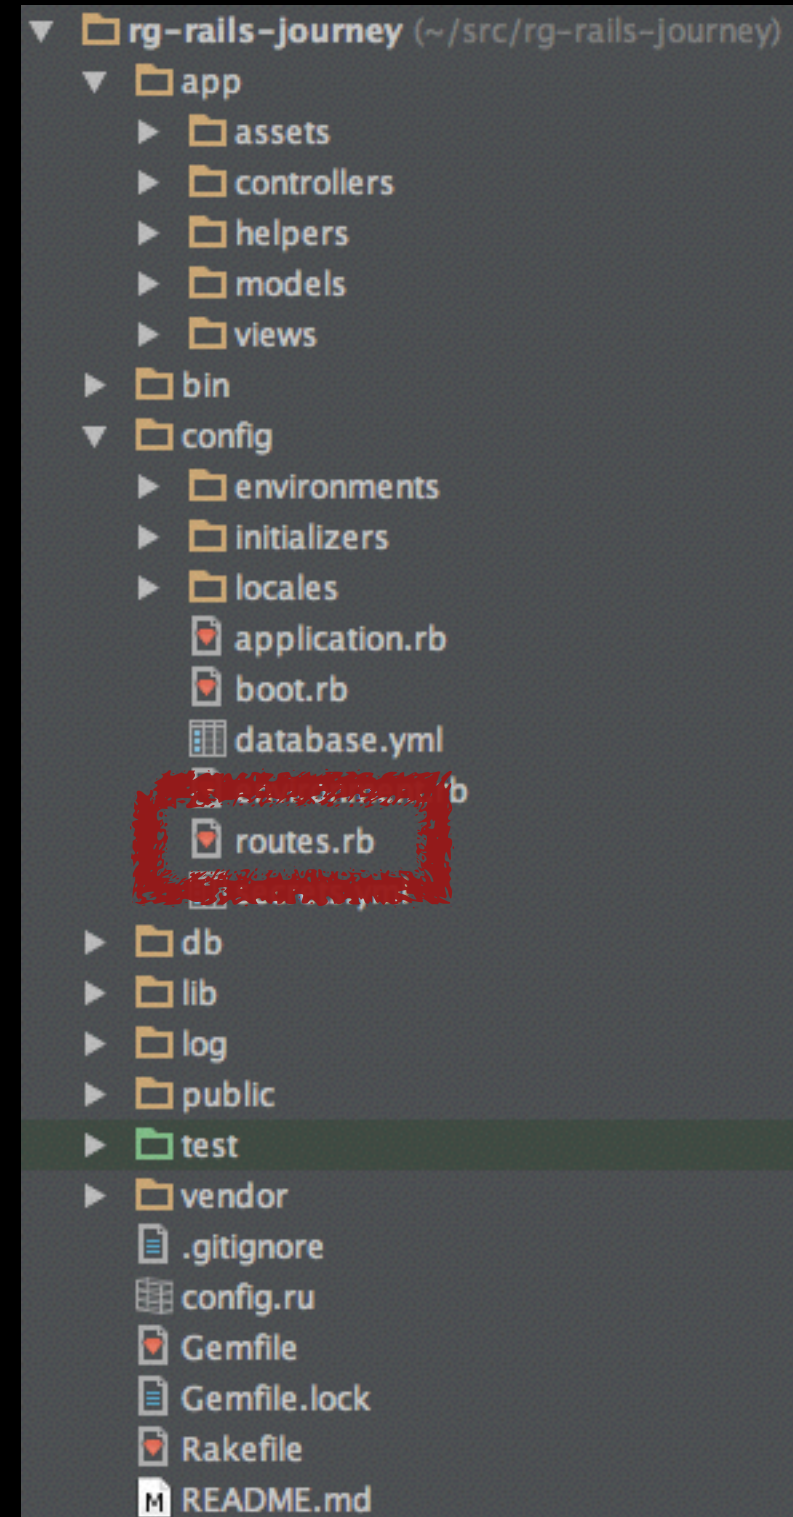 rg-rails-journey (~/src/rg-rails-journey)
app
assets
controllers
helpers
models
views
bin
config
environments
initializers
locales
application.rb
boot.rb
database.yml
routes.rb
db
lib
log
public
test
vendor
.gitignore
config.ru
Gemfile
Gemfile.lock
Rakefile
README.md